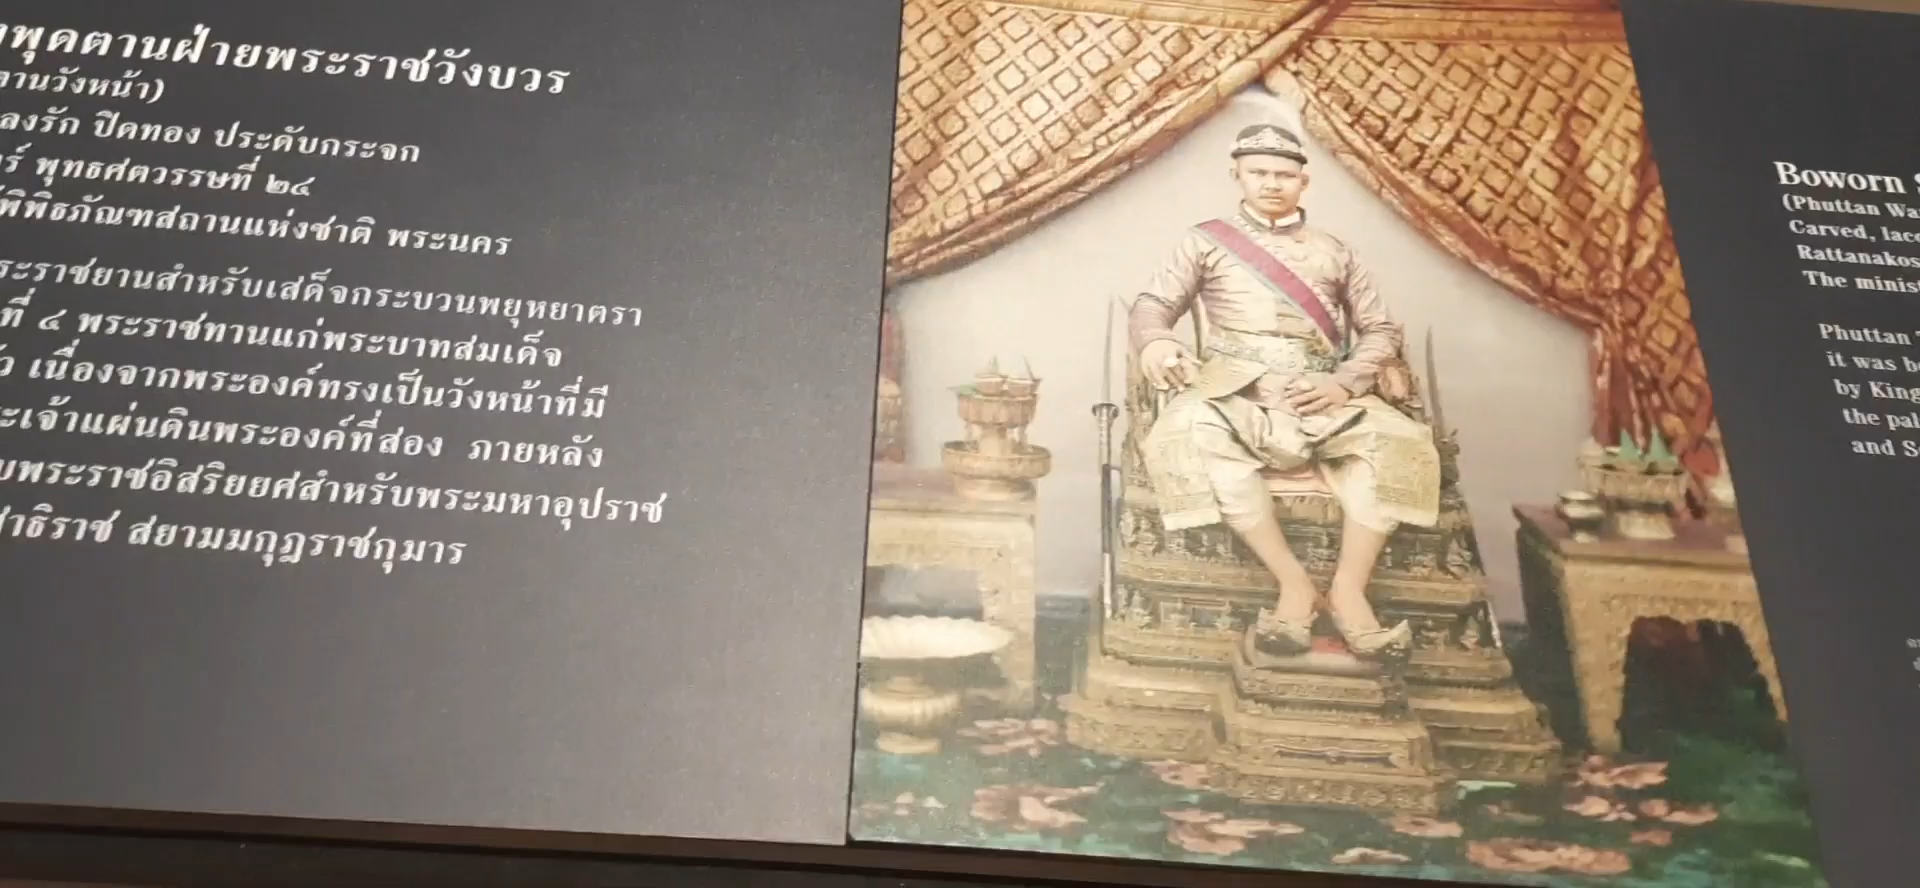 พุดตานฝ่ายพระราชวังบวร
ตานวังหน้า)
ลงรัก ปิดทอง ประดับกระจก
ร์ พุทธศตวรรษที่ ๒๔
พิพิธภัณฑสถานแห่งชาติ พระนคร
ระราชยานสำหรับเสด็จกระบวนพยุหยาตรา
ที่ ๔ พระราชทานแก่พระบาทสมเด็จ
ว เนื่องจากพระองค์ทรงเป็นวังหน้าที่มี
ะเจ้าแผ่นดินพระองค์ที่สอง ภายหลัง
บพระราชอิสริยยศสำหรับพระมหาอุปราช
าธิราช สยามมกุฎราชกุมาร
Boworn
(Phuttan Wa
Carved, lac
Rattanakos
The minist
Phuttan
it was be
by King
the pal
and S